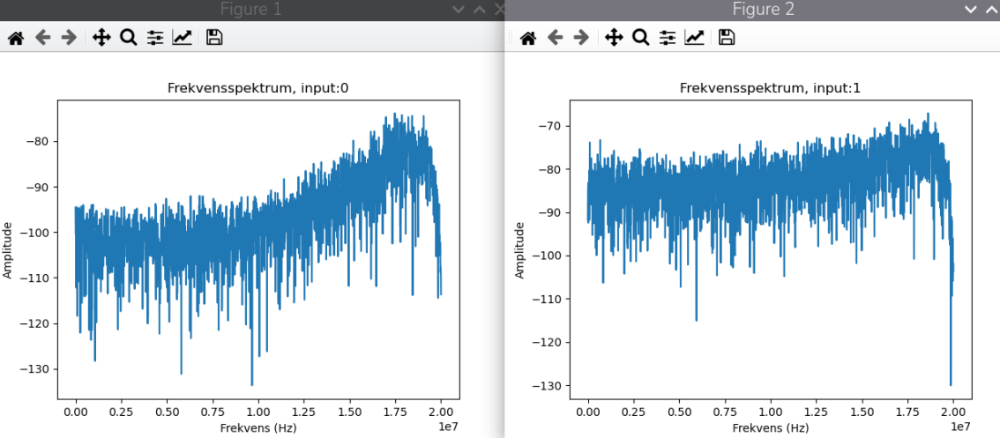 Figure 1
Frekvensspektrum, input:0
Amplitude
−80
−90
−100
−110
−120
−130
0.00 0.25 0.50 0.75 1.00 1.25 1.50 1.75 2.00
1e7
Frekvens (Hz)
Figure 2
Frekvensspektrum, input:1
Amplitude
−70
−80
−90
−100
−110
−120
−130
0.00 0.25 0.50 0.75 1.00 1.25 1.50 1.75 2.00
1e7
Frekvens (Hz)